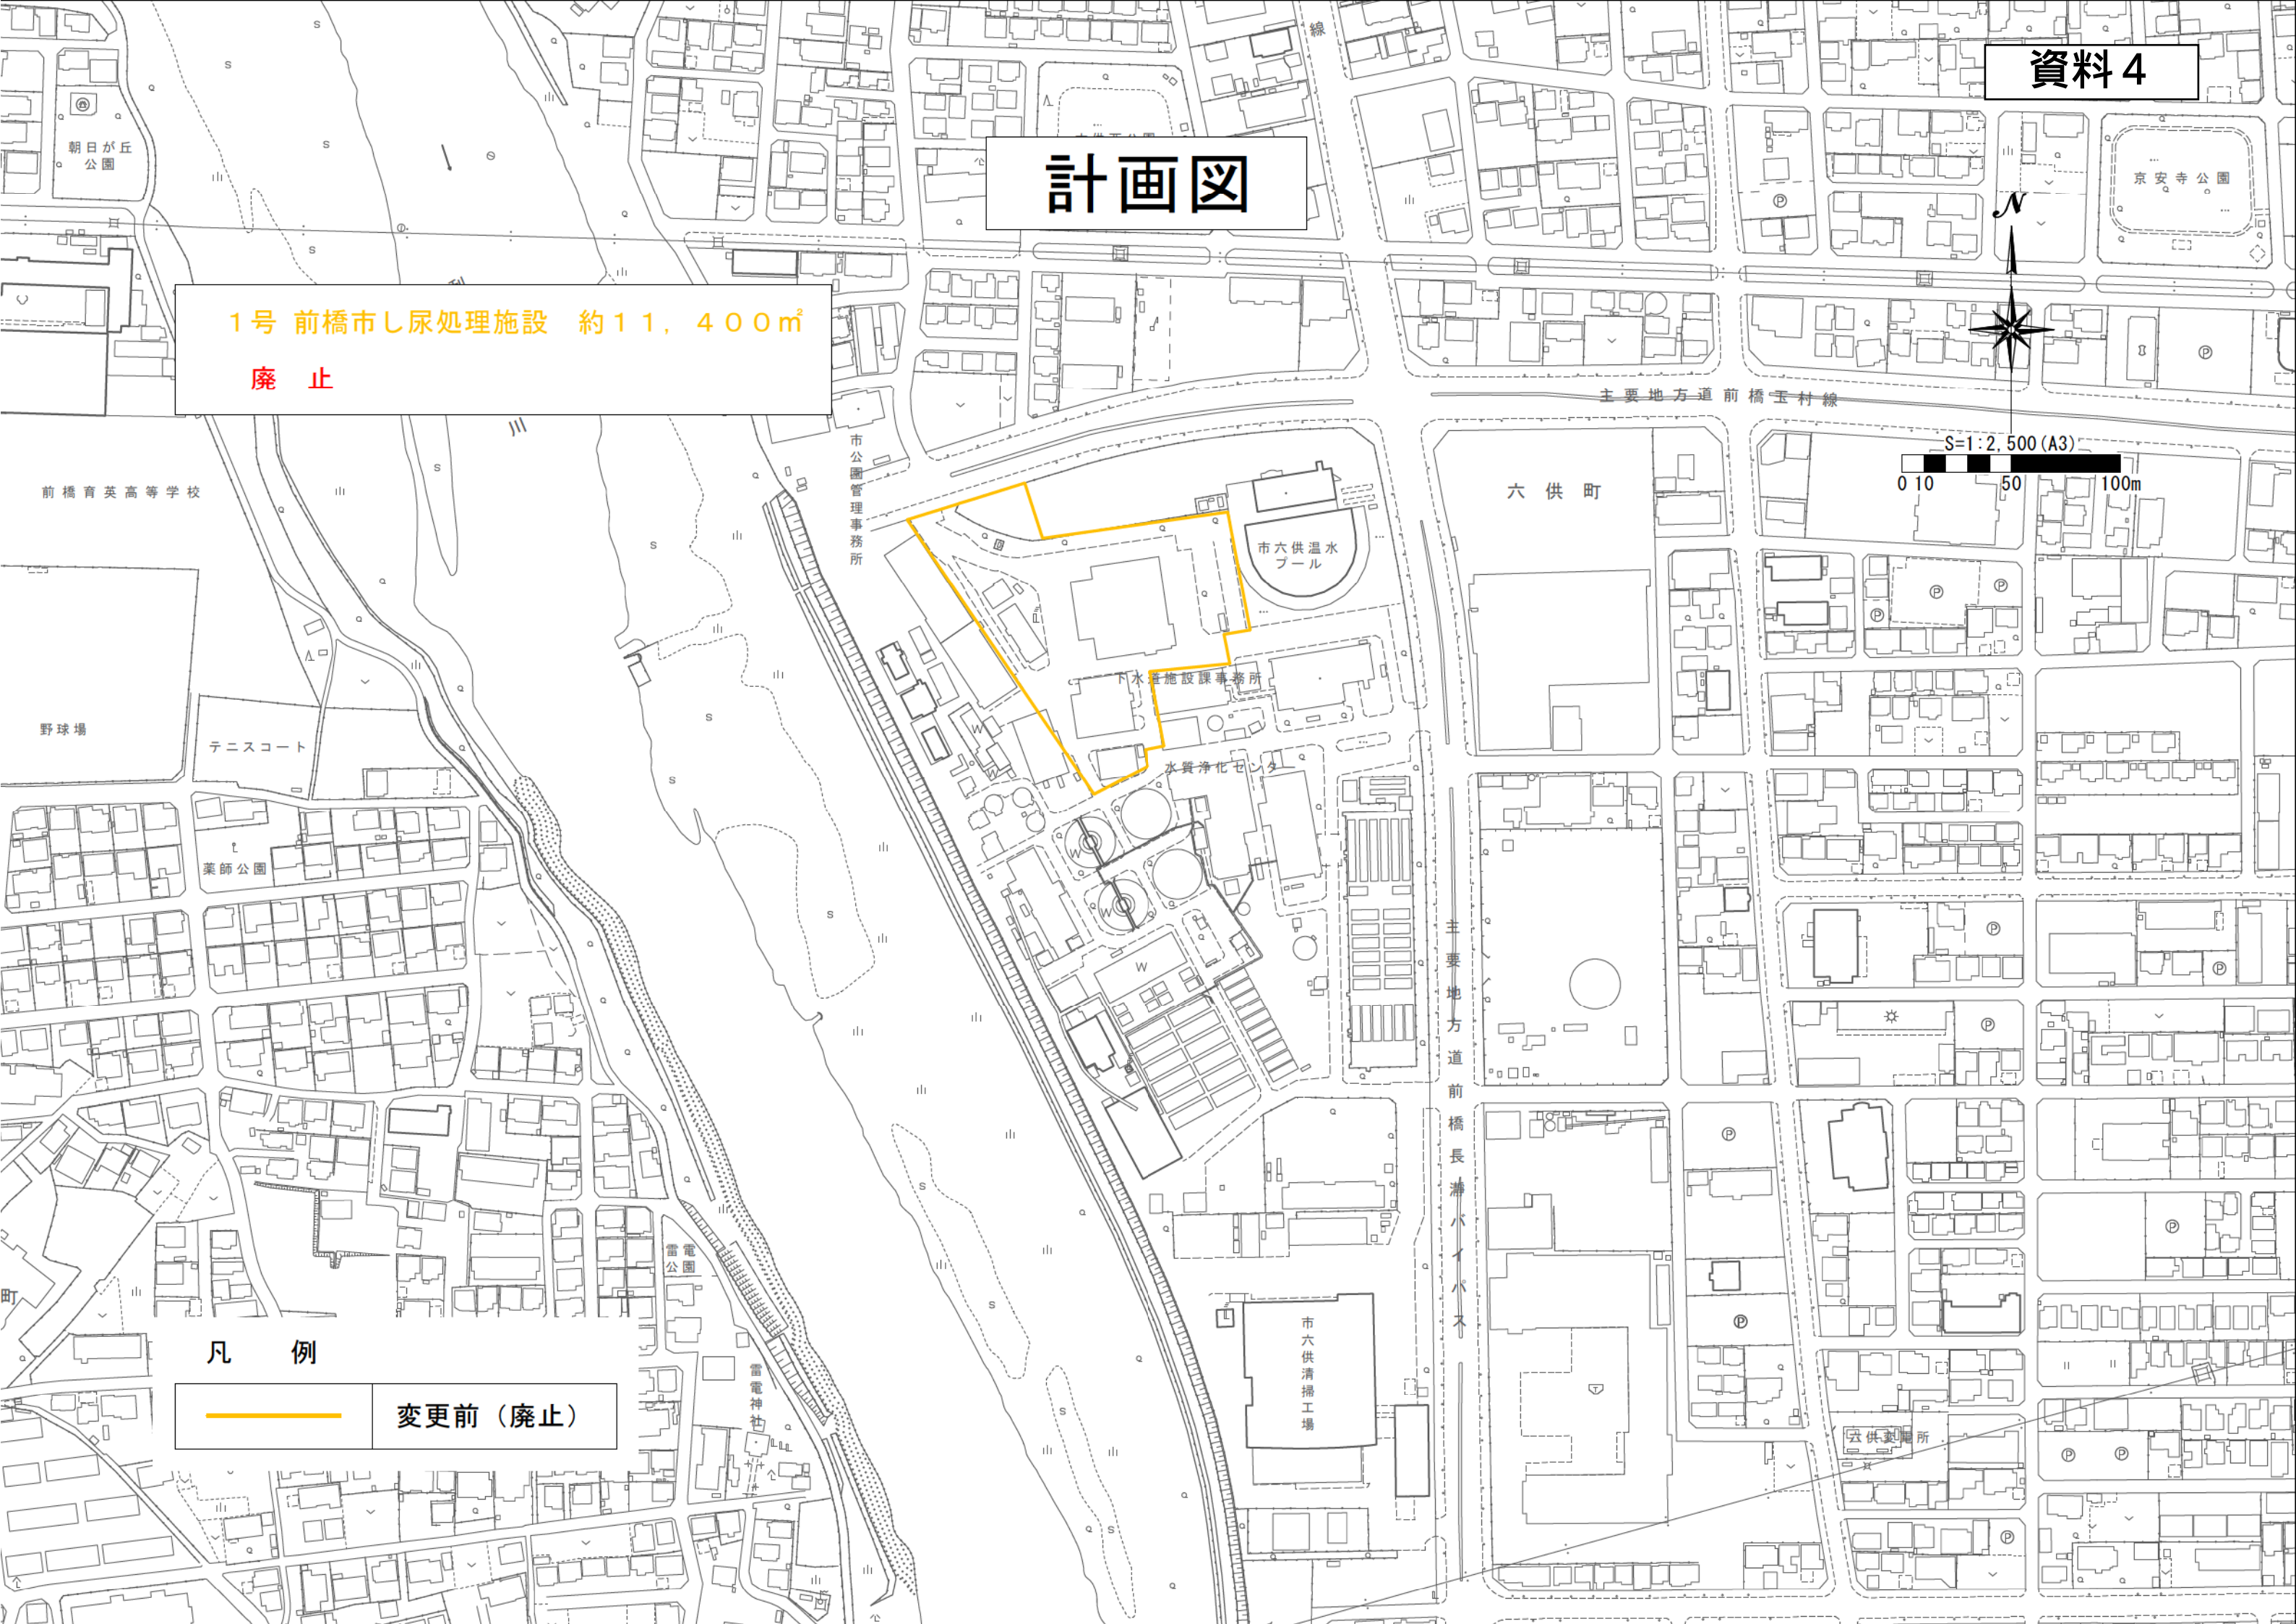 線
資料４
朝日が丘
公園
計画図
京安寺公園
N
１号 前橋市し尿処理施設　約１１，４００㎡
廃　止
主要地方道前橋玉村線
川
市公園管理事務所
S=1:2,500(A3)
0 10 50 100m
前橋育英高等学校
六供町
市六供温水
プール
下水道施設課事務所
野球場
テニスコート
水質浄化センター
薬師公園
主要地方道前橋長瀞バイパス
雷電
公園
町
市六供清掃工場
凡　例
変更前（廃止）
雷電神社
六供変電所